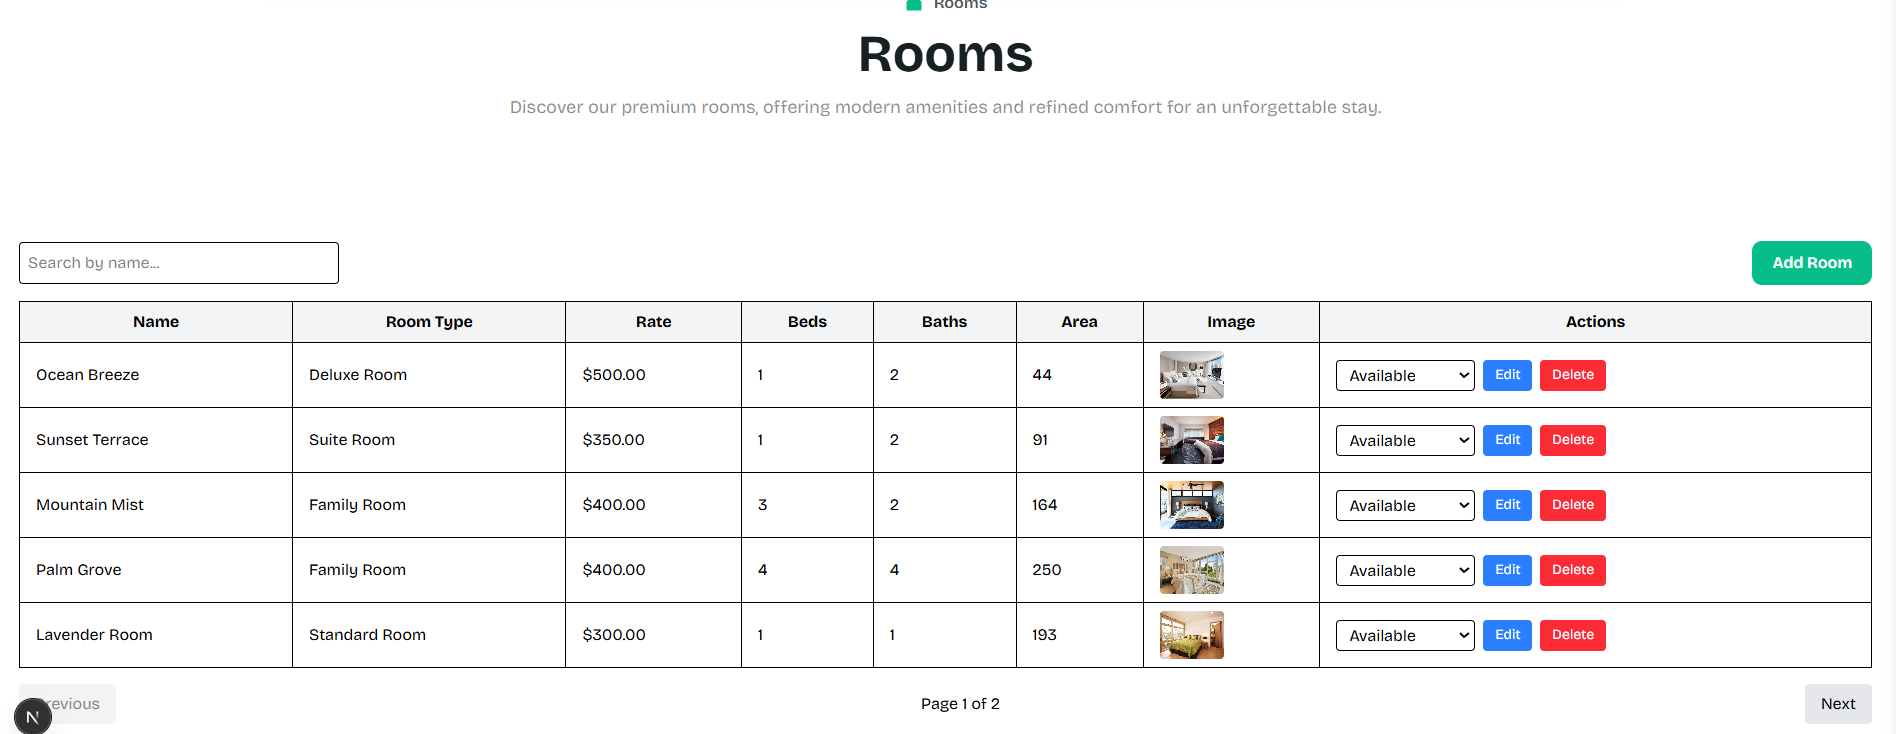 Rooms
Rooms
Discover our premium rooms, offering modern amenities and refined comfort for an unforgettable stay.
Search by name...
Add Room
Name Room Type Rate Beds Baths Area Image Actions
Ocean Breeze Deluxe Room $500.00 1 2 44 Available Edit Delete
Sunset Terrace Suite Room $350.00 1 2 91 Available Edit Delete
Mountain Mist Family Room $400.00 3 2 164 Available Edit Delete
Palm Grove Family Room $400.00 4 4 250 Available Edit Delete
Lavender Room Standard Room $300.00 1 1 193 Available Edit Delete
N revious Page 1 of 2 Next